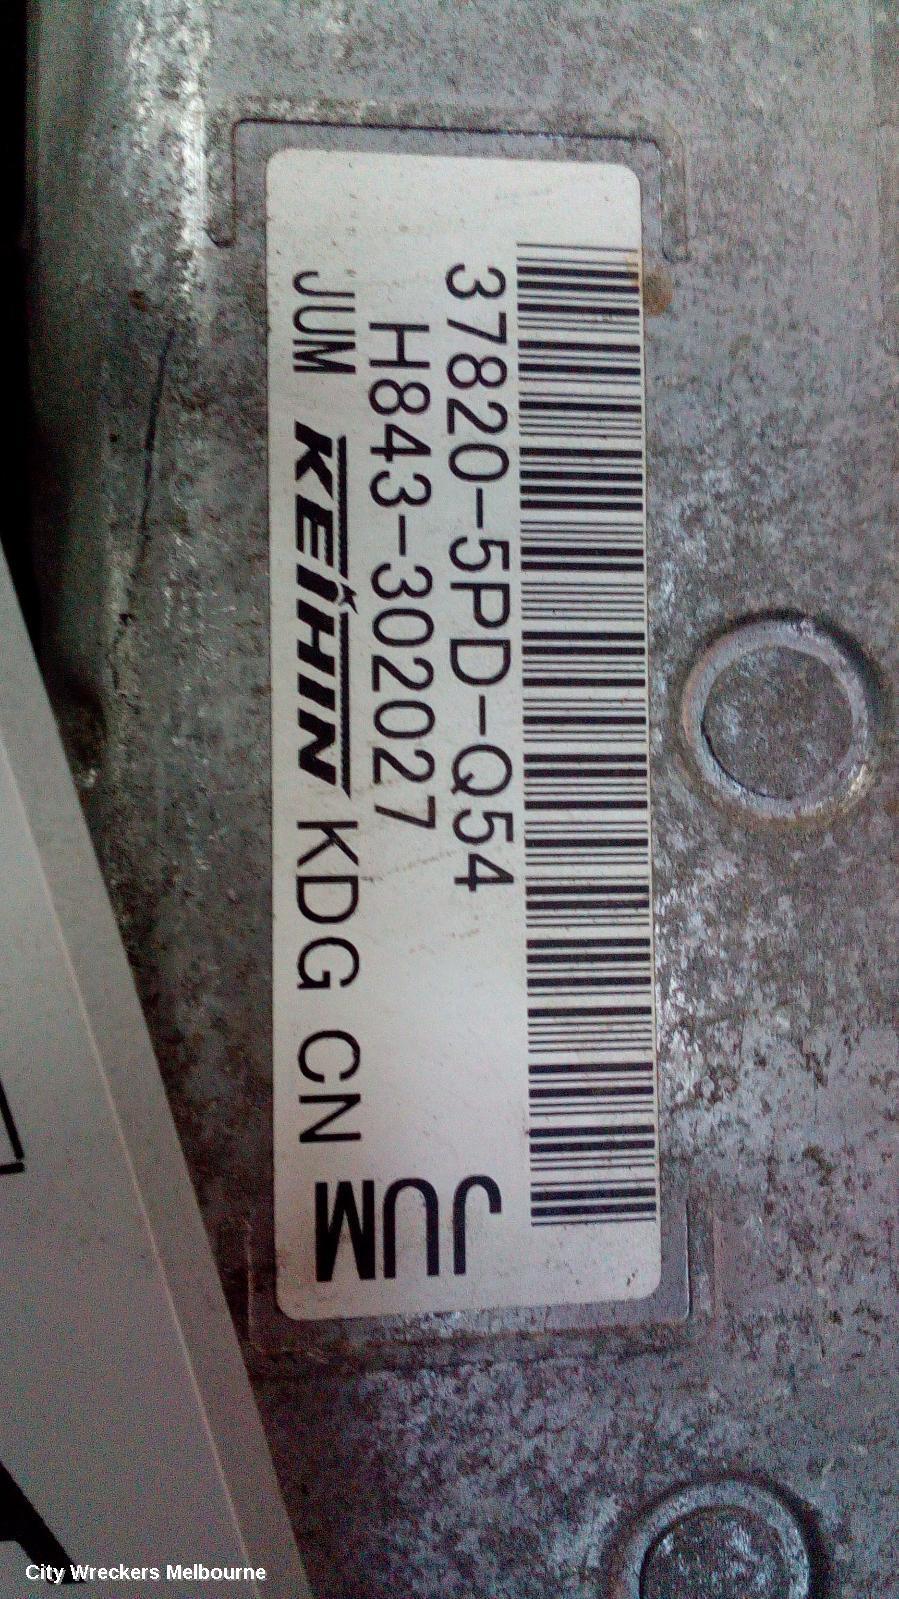 37820-5PD-Q54
H843-302027
JUM KEIHIN KDG CN
JUM
City Wreckers Melbourne